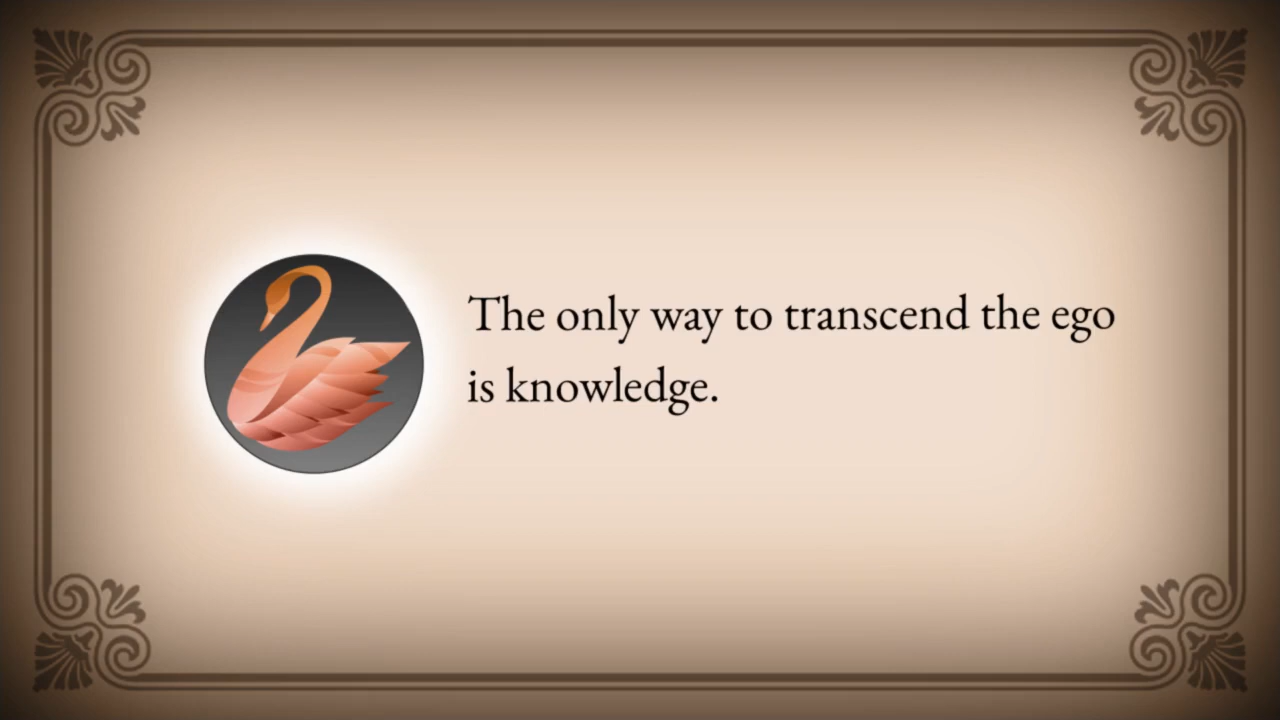 The only way to transcend the ego
is knowledge.